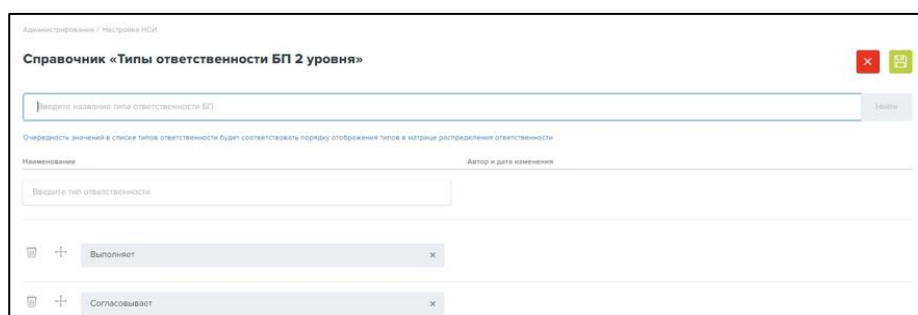 Администрирование / Настройка НСИ
Справочник «Типы ответственности БП 2 уровня»
Введите название типа ответственности БП
Найти
Очередность значений в списке типов ответственности будет соответствовать порядку отображения типов в матрице распределения ответственности
Наименование Автор и дата изменения
Введите тип ответственности
Выполняет
Согласовывает